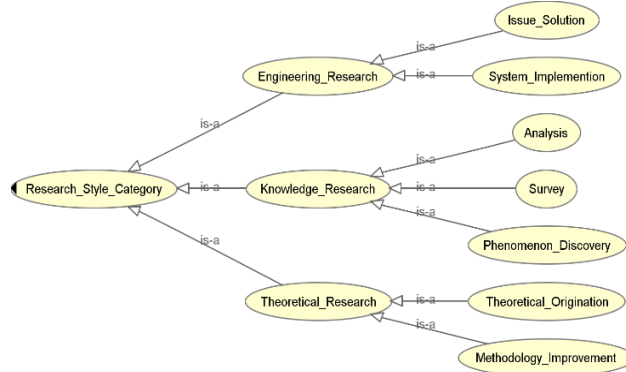 Issue_Solution
is-a
Engineering_Research
is-a
System_Implemention
is-a
Analysis
is-a
Research_Style_Category
is-a
Knowledge_Research
is-a
Survey
is-a
Phenomenon_Discovery
is-a
Theoretical_Research
is-a
Theoretical_Origination
is-a
Methodology_Improvement